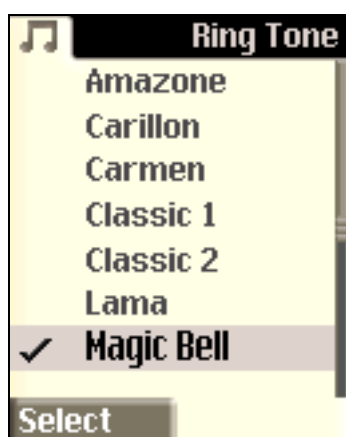 Ring Tone
Amazone
Carillon
Carmen
Classic 1
Classic 2
Lama
Magic Bell
Select